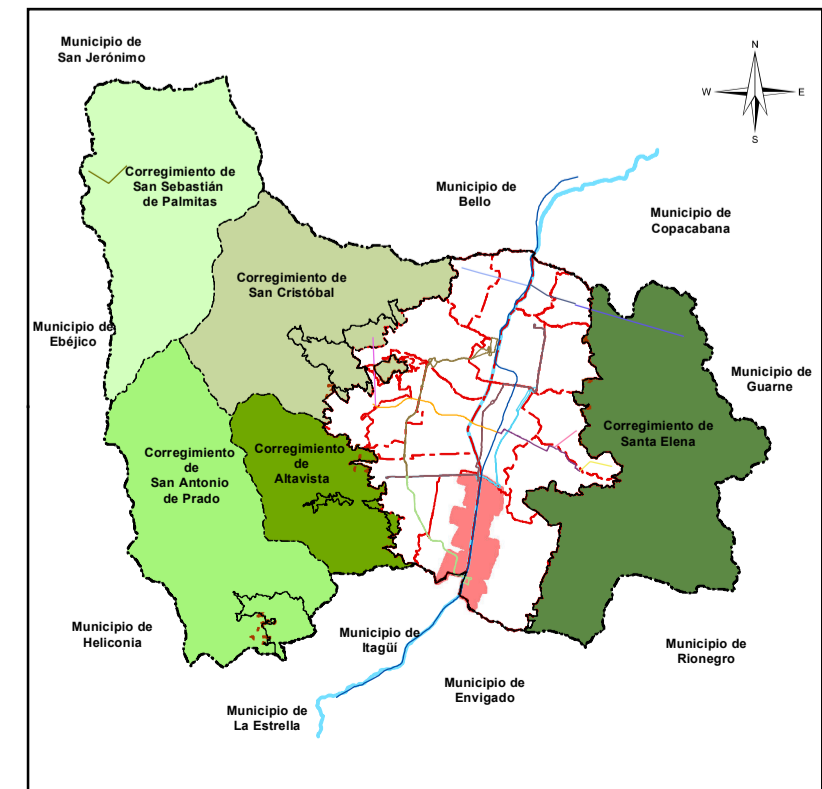 Municipio de
San Jerónimo
N
W
E
S
Corregimiento de
San Sebastián
de Palmitas
Municipio de
Bello
Municipio de
Copacabana
Corregimiento de
San Cristóbal
Municipio de
Ebéjico
Municipio de
Guarne
Corregimiento de
Santa Elena
Corregimiento
de
Altavista
Corregimiento
de
San Antonio
de Prado
Municipio de
Heliconia
Municipio de
Itagüí
Municipio de
Rionegro
Municipio de
Envigado
Municipio de
La Estrella